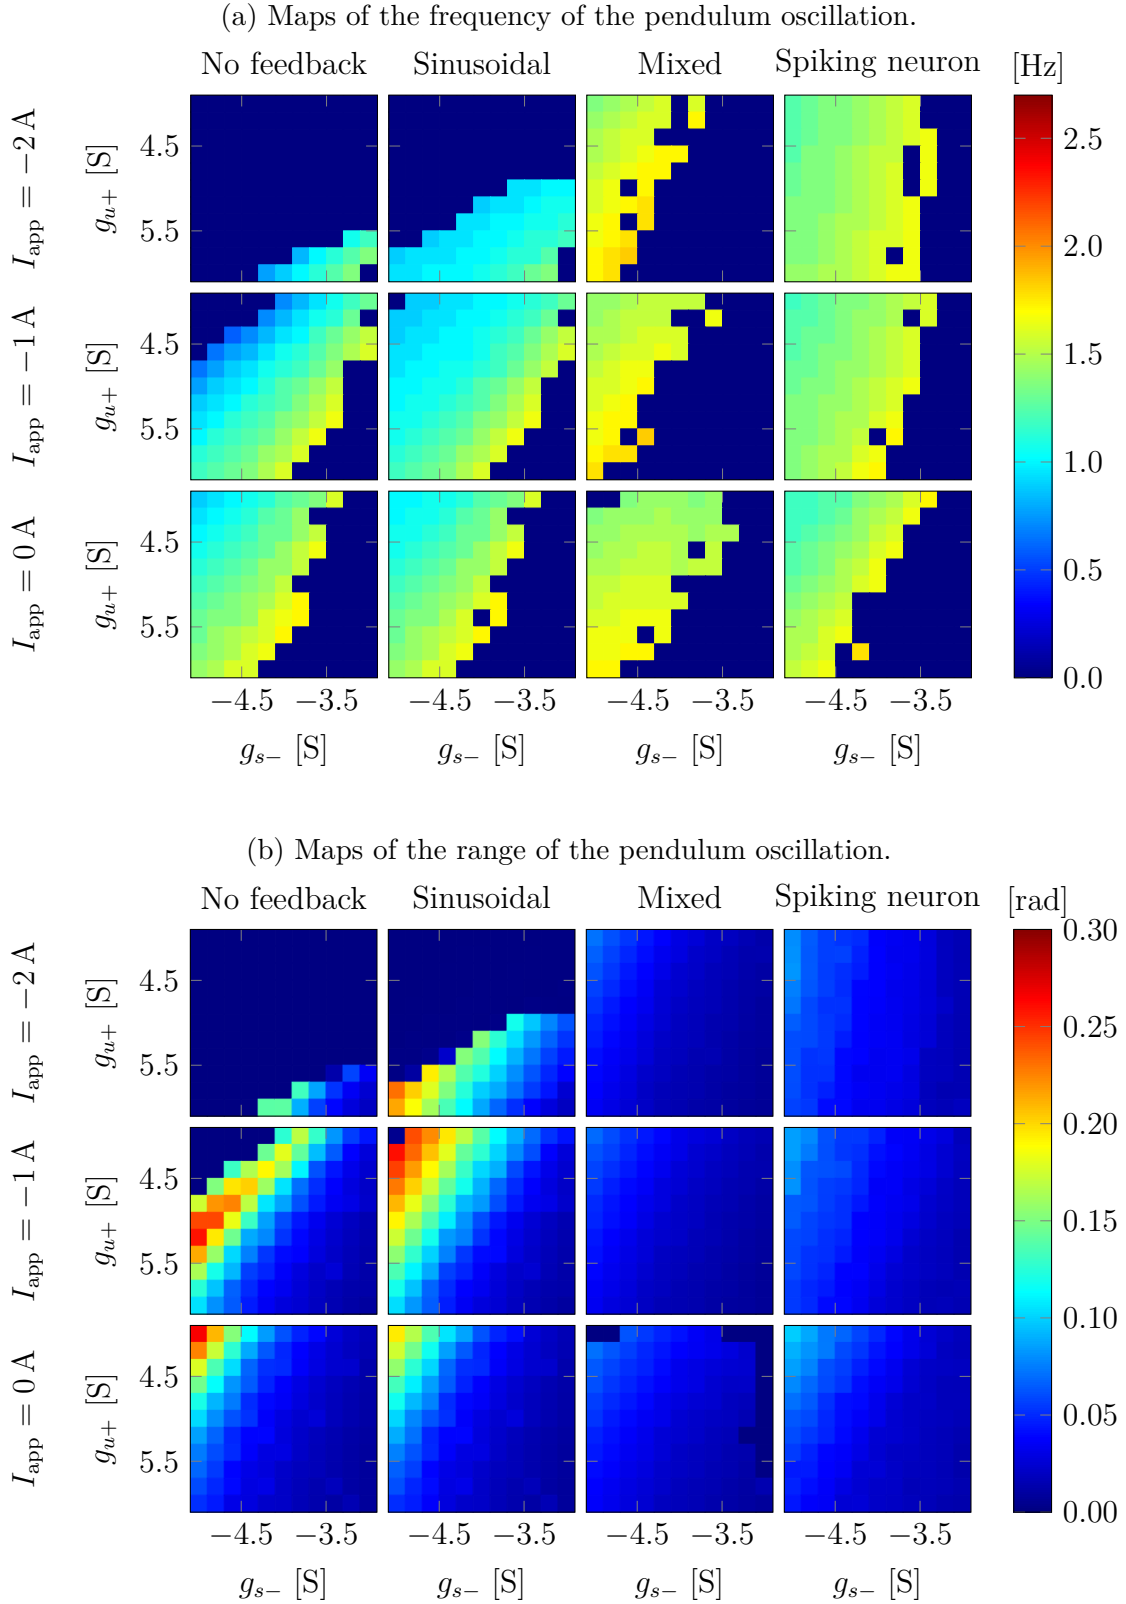 (a) Maps of the frequency of the pendulum oscillation.
No feedback Sinusoidal Mixed Spiking neuron [Hz]
I_app = −2 A
g_u+ [S]
4.5
5.5
I_app = −1 A
g_u+ [S]
4.5
5.5
I_app = 0 A
g_u+ [S]
4.5
5.5
2.5
2.0
1.5
1.0
0.5
0.0
−4.5 −3.5 −4.5 −3.5 −4.5 −3.5 −4.5 −3.5
g_s− [S] g_s− [S] g_s− [S] g_s− [S]
(b) Maps of the range of the pendulum oscillation.
No feedback Sinusoidal Mixed Spiking neuron [rad]
I_app = −2 A
g_u+ [S]
4.5
5.5
I_app = −1 A
g_u+ [S]
4.5
5.5
I_app = 0 A
g_u+ [S]
4.5
5.5
0.30
0.25
0.20
0.15
0.10
0.05
0.00
−4.5 −3.5 −4.5 −3.5 −4.5 −3.5 −4.5 −3.5
g_s− [S] g_s− [S] g_s− [S] g_s− [S]